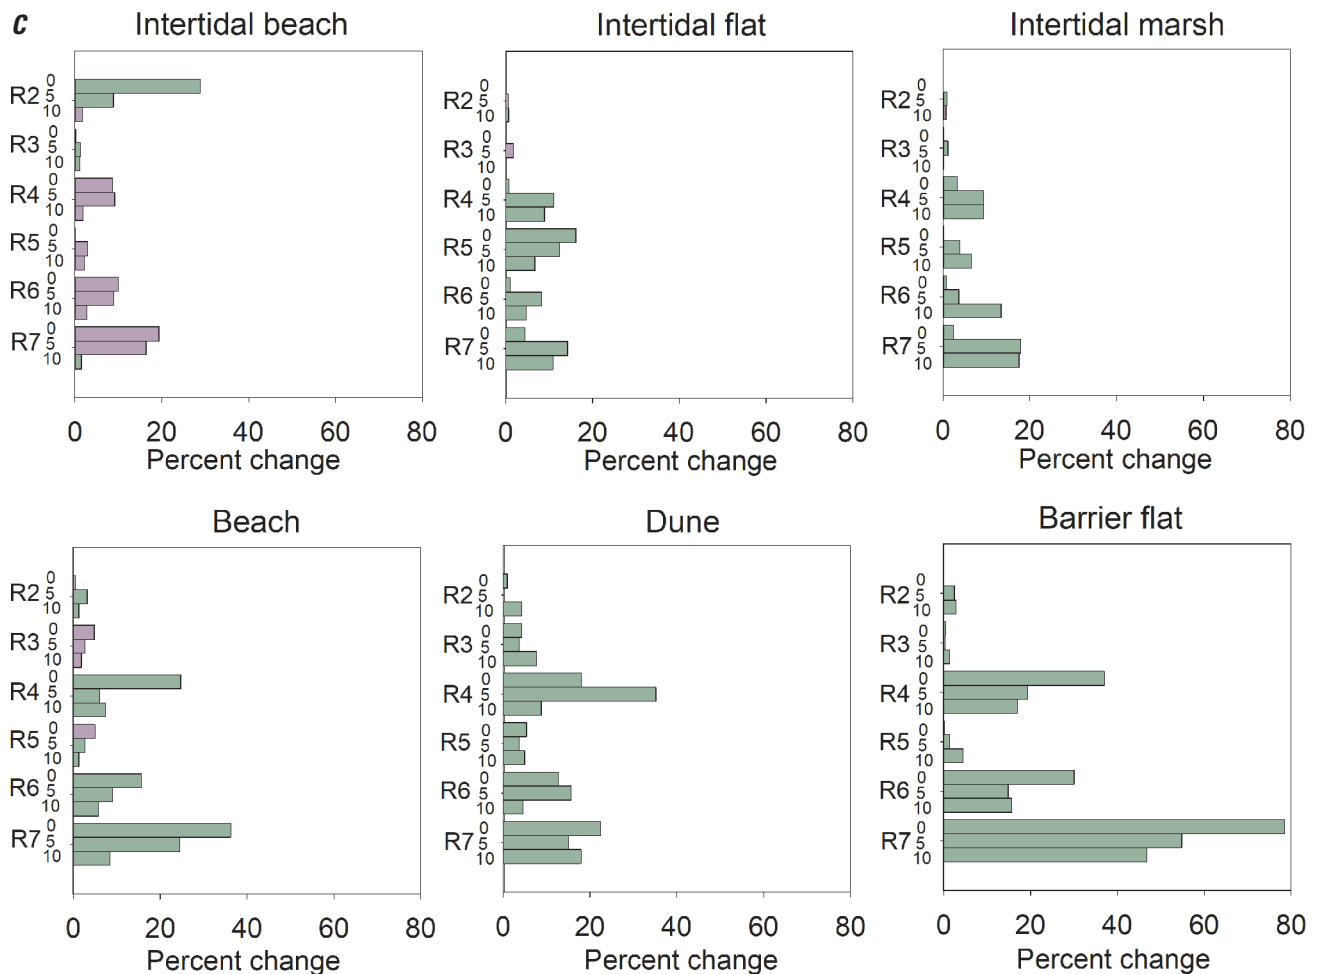 C
Intertidal beach
R2 0 5 10
R3 0 5 10
R4 0 5 10
R5 0 5 10
R6 0 5 10
R7 0 5 10
0 20 40 60 80
Percent change
Intertidal flat
R2 5 10
R3 0 5 10
R4 0 5 10
R5 0 5 10
R6 0 5 10
R7 0 5 10
0 20 40 60 80
Percent change
Intertidal marsh
R2 0 5 10
R3 0 5 10
R4 0 5 10
R5 0 5 10
R6 0 5 10
R7 0 5 10
0 20 40 60 80
Percent change
Beach
R2 0 5 10
R3 0 5 10
R4 0 5 10
R5 0 5 10
R6 0 5 10
R7 0 5 10
0 20 40 60 80
Percent change
Dune
R2 0 5 10
R3 0 5 10
R4 0 5 10
R5 0 5 10
R6 0 5 10
R7 0 5 10
0 20 40 60 80
Percent change
Barrier flat
R2 0 5 10
R3 0 5 10
R4 0 5 10
R5 0 5 10
R6 0 5 10
R7 0 5 10
0 20 40 60 80
Percent change